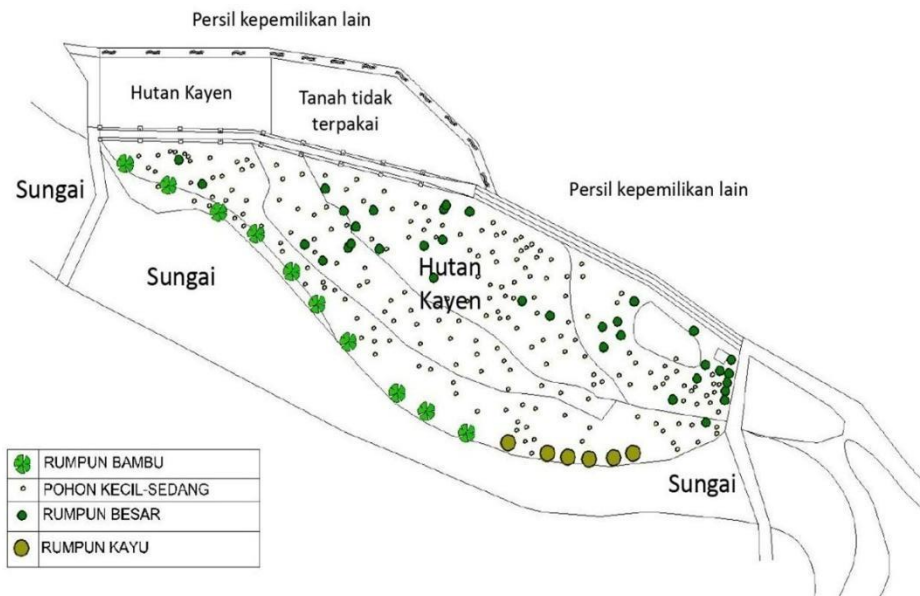 Persil kepemilikan lain
Hutan Kayen
Tanah tidak
terpakai
Sungai
Persil kepemilikan lain
Sungai
Hutan
Kayen
Sungai
RUMPUN BAMBU
POHON KECIL-SEDANG
RUMPUN BESAR
RUMPUN KAYU